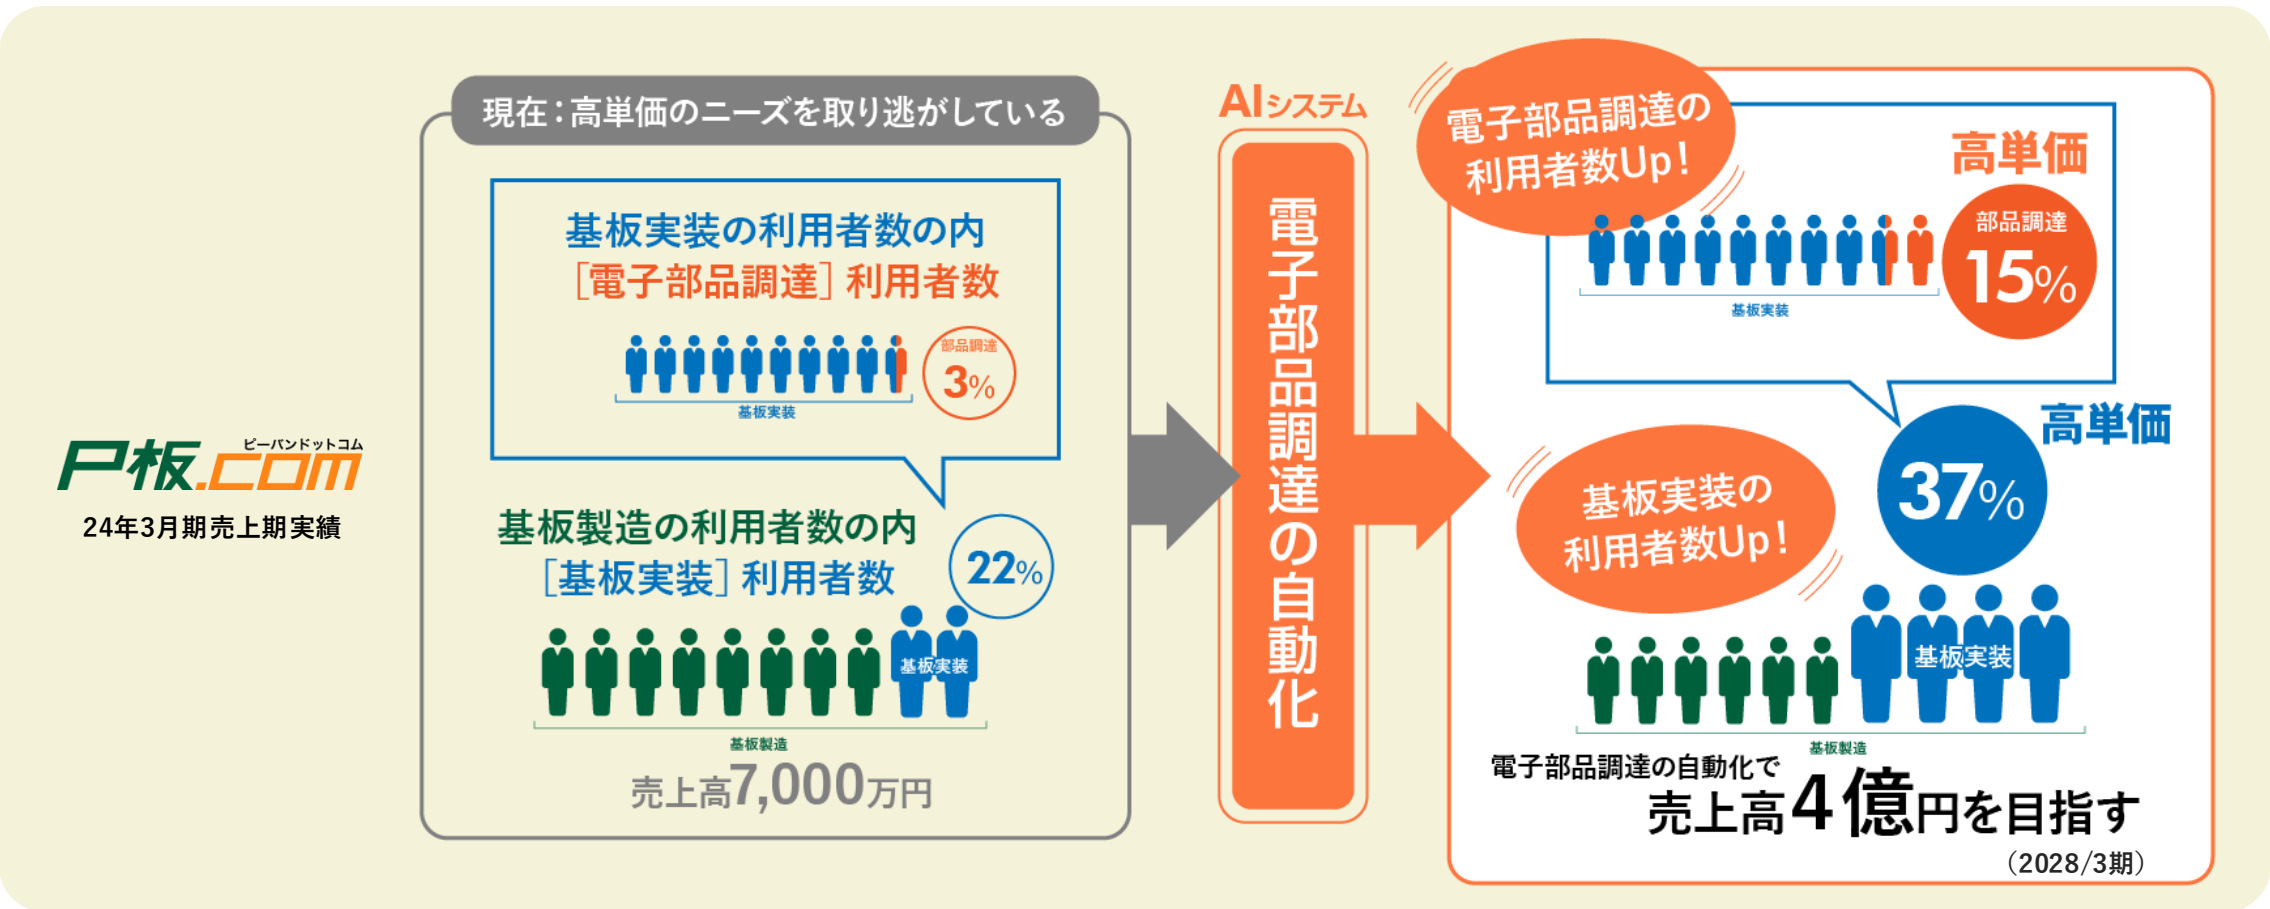 P板.com
ピーバンドットコム
24年3月期売上期実績
現在：高単価のニーズを取り逃がしている
基板実装の利用者数の内
［電子部品調達］利用者数
部品調達
3%
基板実装
基板製造の利用者数の内
［基板実装］利用者数
22%
基板実装
基板製造
売上高7,000万円
AIシステム
電子部品調達の自動化
電子部品調達の
利用者数Up！
高単価
部品調達
15%
基板実装
高単価
37%
基板実装の
利用者数Up！
基板実装
基板製造
電子部品調達の自動化で
売上高4億円を目指す
（2028/3期）